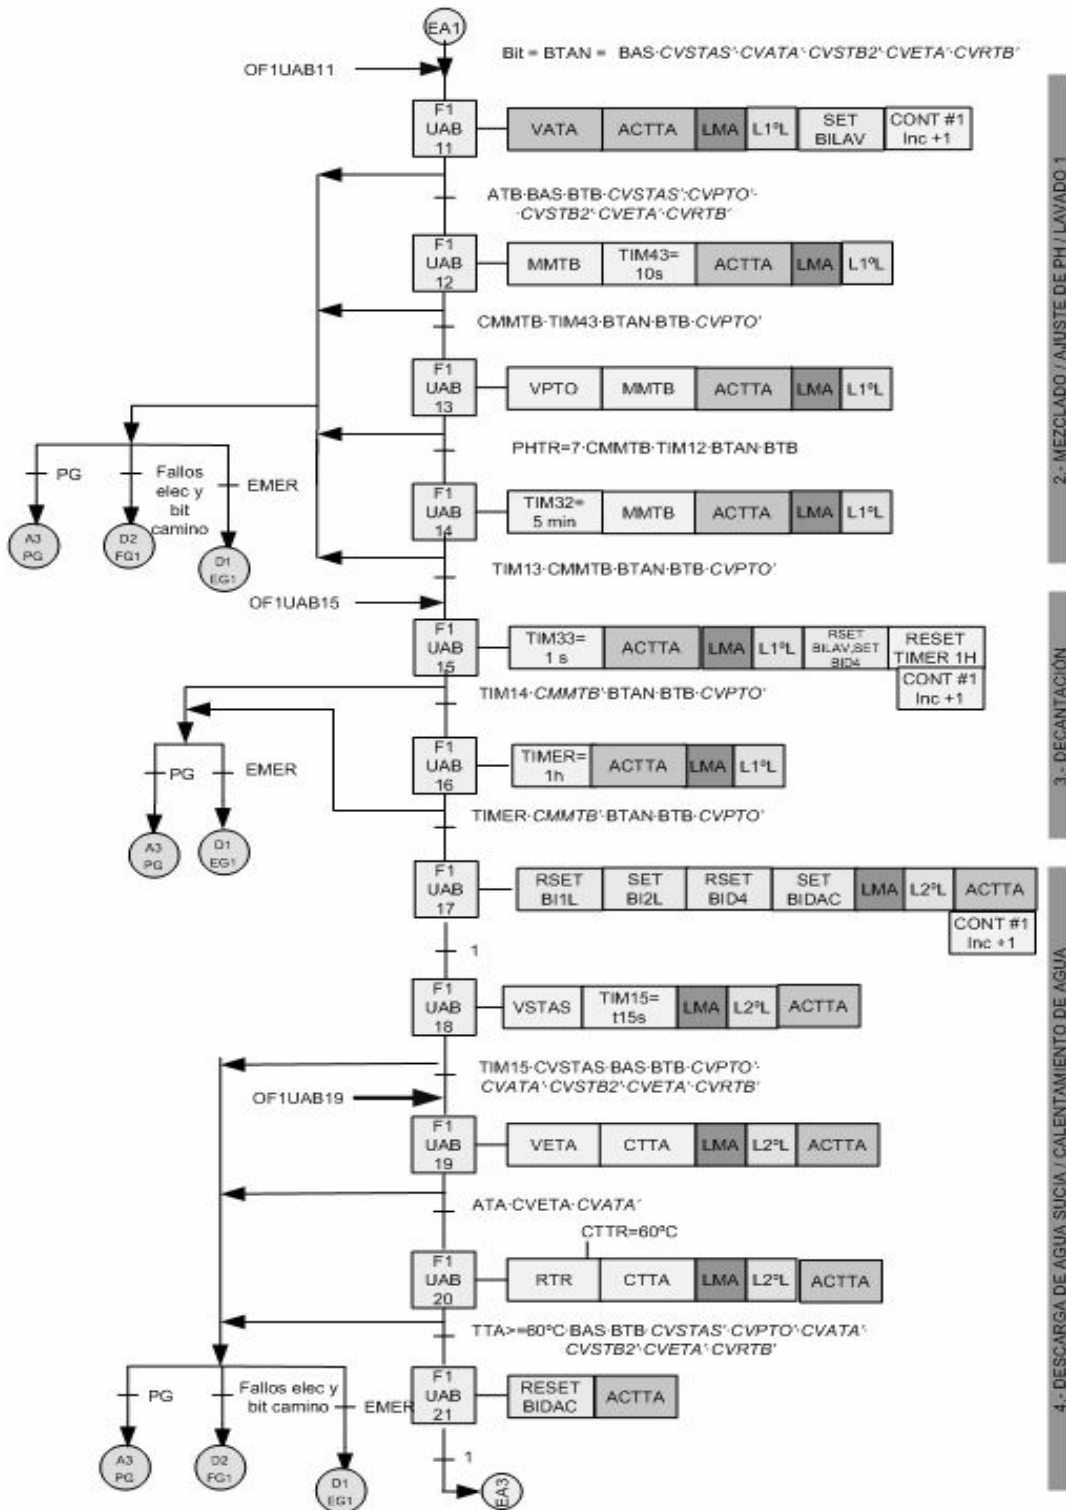 EA1
Bit = BTAN = BAS·CVSTAS'·CVATA'·CVSTB2'·CVETA'·CVRTB'
OF1UAB11
F1
UAB
11
VATA
ACTTA
LMA
L1ºL
SET
BILAV
CONT #1
Inc +1
ATB·BAS·BTB·CVSTAS'·CVPTO'·
·CVSTB2'·CVETA'·CVRTB'
F1
UAB
12
MMTB
TIM43=
10s
ACTTA
LMA
L1ºL
CMMTB·TIM43·BTAN·BTB·CVPTO'
F1
UAB
13
VPTO
MMTB
ACTTA
LMA
L1ºL
PHTR=7·CMMTB·TIM12·BTAN·BTB
PG
Fallos
elec y
bit
camino
EMER
A3
PG
D2
FG1
D1
EG1
F1
UAB
14
TIM32=
5 min
MMTB
ACTTA
LMA
L1ºL
TIM13·CMMTB·BTAN·BTB·CVPTO'
2.- MEZCLADO / AJUSTE DE PH / LAVADO 1
OF1UAB15
F1
UAB
15
TIM33=
1 s
ACTTA
LMA
L1ºL
RSET
BILAV,SET
BID4
RESET
TIMER 1H
CONT #1
Inc +1
TIM14·CMMTB'·BTAN·BTB·CVPTO'
PG
EMER
A3
PG
D1
EG1
F1
UAB
16
TIMER=
1h
ACTTA
LMA
L1ºL
TIMER·CMMTB'·BTAN·BTB·CVPTO'
3.- DECANTACIÓN
F1
UAB
17
RSET
BI1L
SET
BI2L
RSET
BID4
SET
BIDAC
LMA
L2ºL
ACTTA
CONT #1
Inc +1
1
F1
UAB
18
VSTAS
TIM15=
t15s
LMA
L2ºL
ACTTA
TIM15·CVSTAS·BAS·BTB·CVPTO'·
CVATA'·CVSTB2'·CVETA'·CVRTB'
OF1UAB19
F1
UAB
19
VETA
CTTA
LMA
L2ºL
ACTTA
ATA·CVETA·CVATA'
CTTR=60ºC
F1
UAB
20
RTR
CTTA
LMA
L2ºL
ACTTA
TTA>=60ºC·BAS·BTB·CVSTAS'·CVPTO'·CVATA'·
CVSTB2'·CVETA'·CVRTB'
PG
Fallos elec y
bit camino
EMER
A3
PG
D2
FG1
D1
EG1
F1
UAB
21
RESET
BIDAC
ACTTA
1
EA3
4.- DESCARGA DE AGUA SUCIA / CALENTAMIENTO DE AGUA